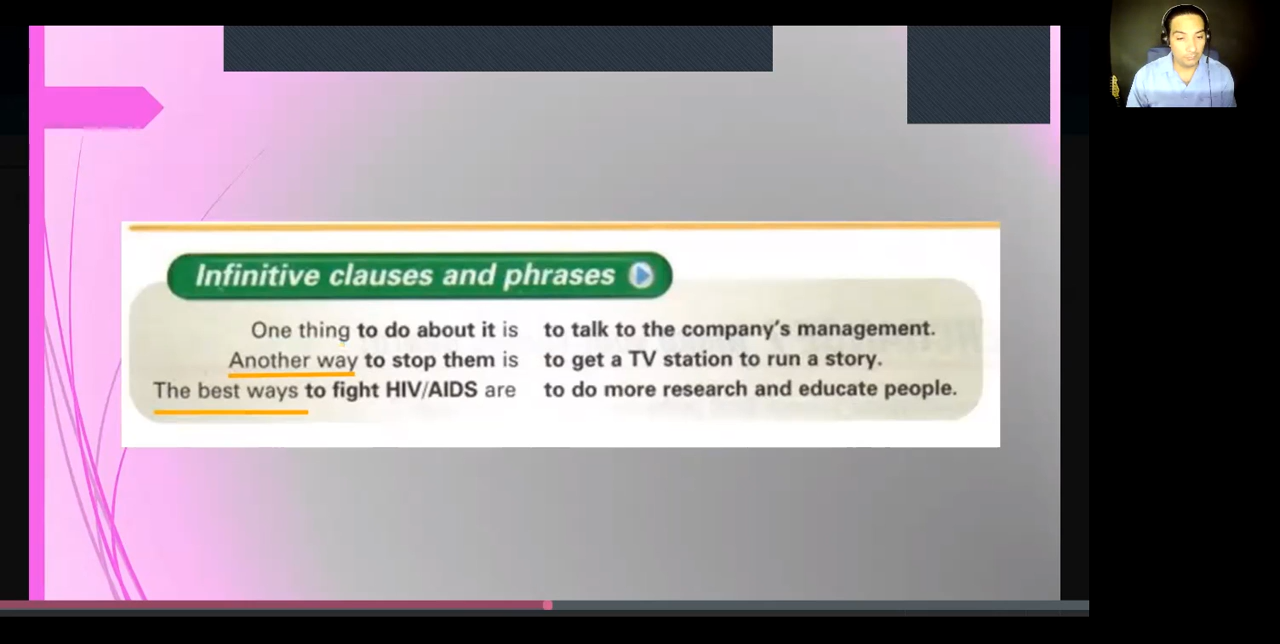 Infinitive clauses and phrases
One thing to do about it is to talk to the company's management.
Another way to stop them is to get a TV station to run a story.
The best ways to fight HIV/AIDS are to do more research and educate people.